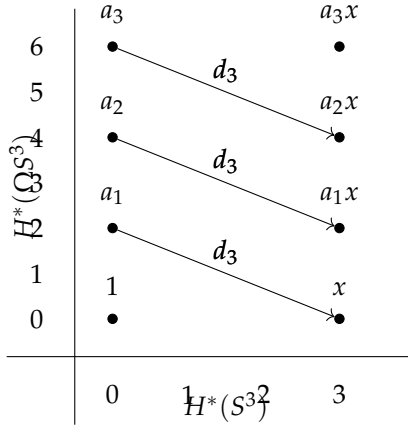 a₃ a₃x
6
d₃
5
a₂ a₂x
4
d₃
3
a₁ a₁x
2
d₃
1
1 x
0
H*(ΩS³)
0 1 2 3
H*(S³)